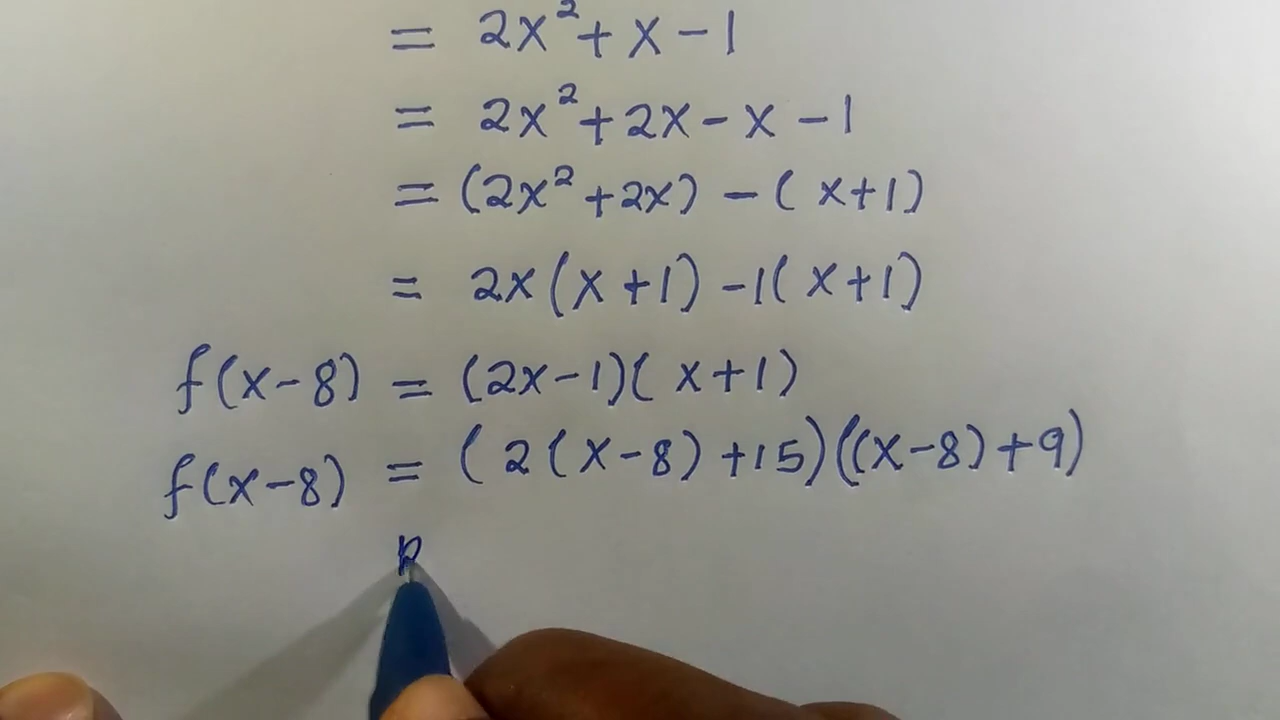 = 2x² + x - 1
= 2x² + 2x - x - 1
= (2x² + 2x) - (x+1)
= 2x(x+1) - 1(x+1)
f(x-8) = (2x-1)(x+1)
f(x-8) = (2(x-8)+15)((x-8)+9)